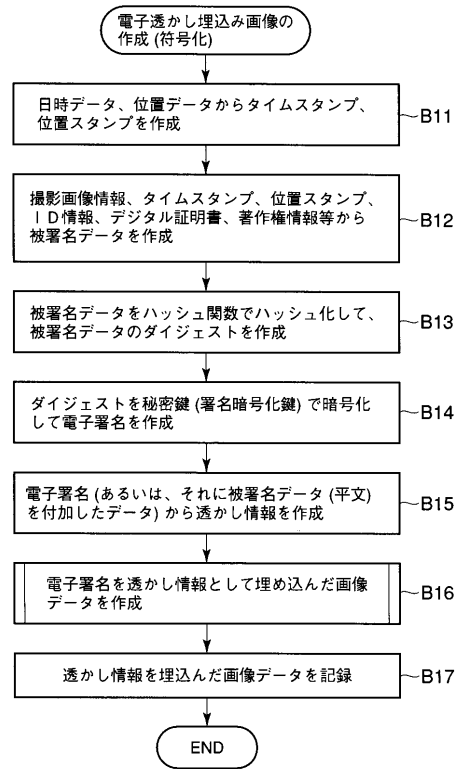 電子透かし埋込み画像の
作成 (符号化)
日時データ、位置データからタイムスタンプ、
位置スタンプを作成
B11
撮影画像情報、タイムスタンプ、位置スタンプ、
ID情報、デジタル証明書、著作権情報等から
被署名データを作成
B12
被署名データをハッシュ関数でハッシュ化して、
被署名データのダイジェストを作成
B13
ダイジェストを秘密鍵 (署名暗号化鍵) で暗号化
して電子署名を作成
B14
電子署名 (あるいは、それに被署名データ (平文)
を付加したデータ) から透かし情報を作成
B15
電子署名を透かし情報として埋め込んだ画像
データを作成
B16
透かし情報を埋込んだ画像データを記録
B17
END